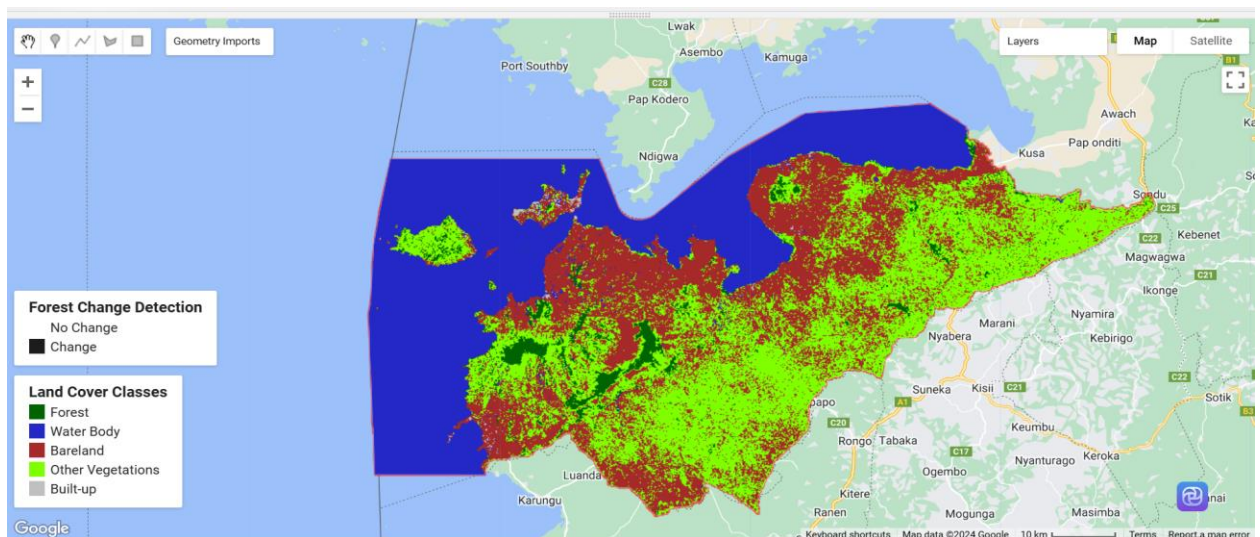 Geometry Imports
Layers
Map
Satellite
+
−
Lwak
Asembo
Kamuga
Port Southby
C28
Pap Kodero
B1
Awach
Kusa
Pap onditi
Ndigwa
Sondu
C25
C22
Kebenet
Magwagwa
C21
Ikonge
Forest Change Detection
No Change
Change
Marani
Nyamira
Nyabera
Kebirigo
Land Cover Classes
Forest
Water Body
Bareland
Other Vegetations
Built-up
Suneka
Kisii
C21
C22
Sotik
B3
A1
C20
Rongo
Tabaka
Keumbu
C17
Keroka
Nyanturago
Luanda
Ogembo
Karungu
Kitere
Ranen
Mogunga
Masimba
Google
Keyboard shortcuts
Map data ©2024 Google
10 km
Terms
Report a map error